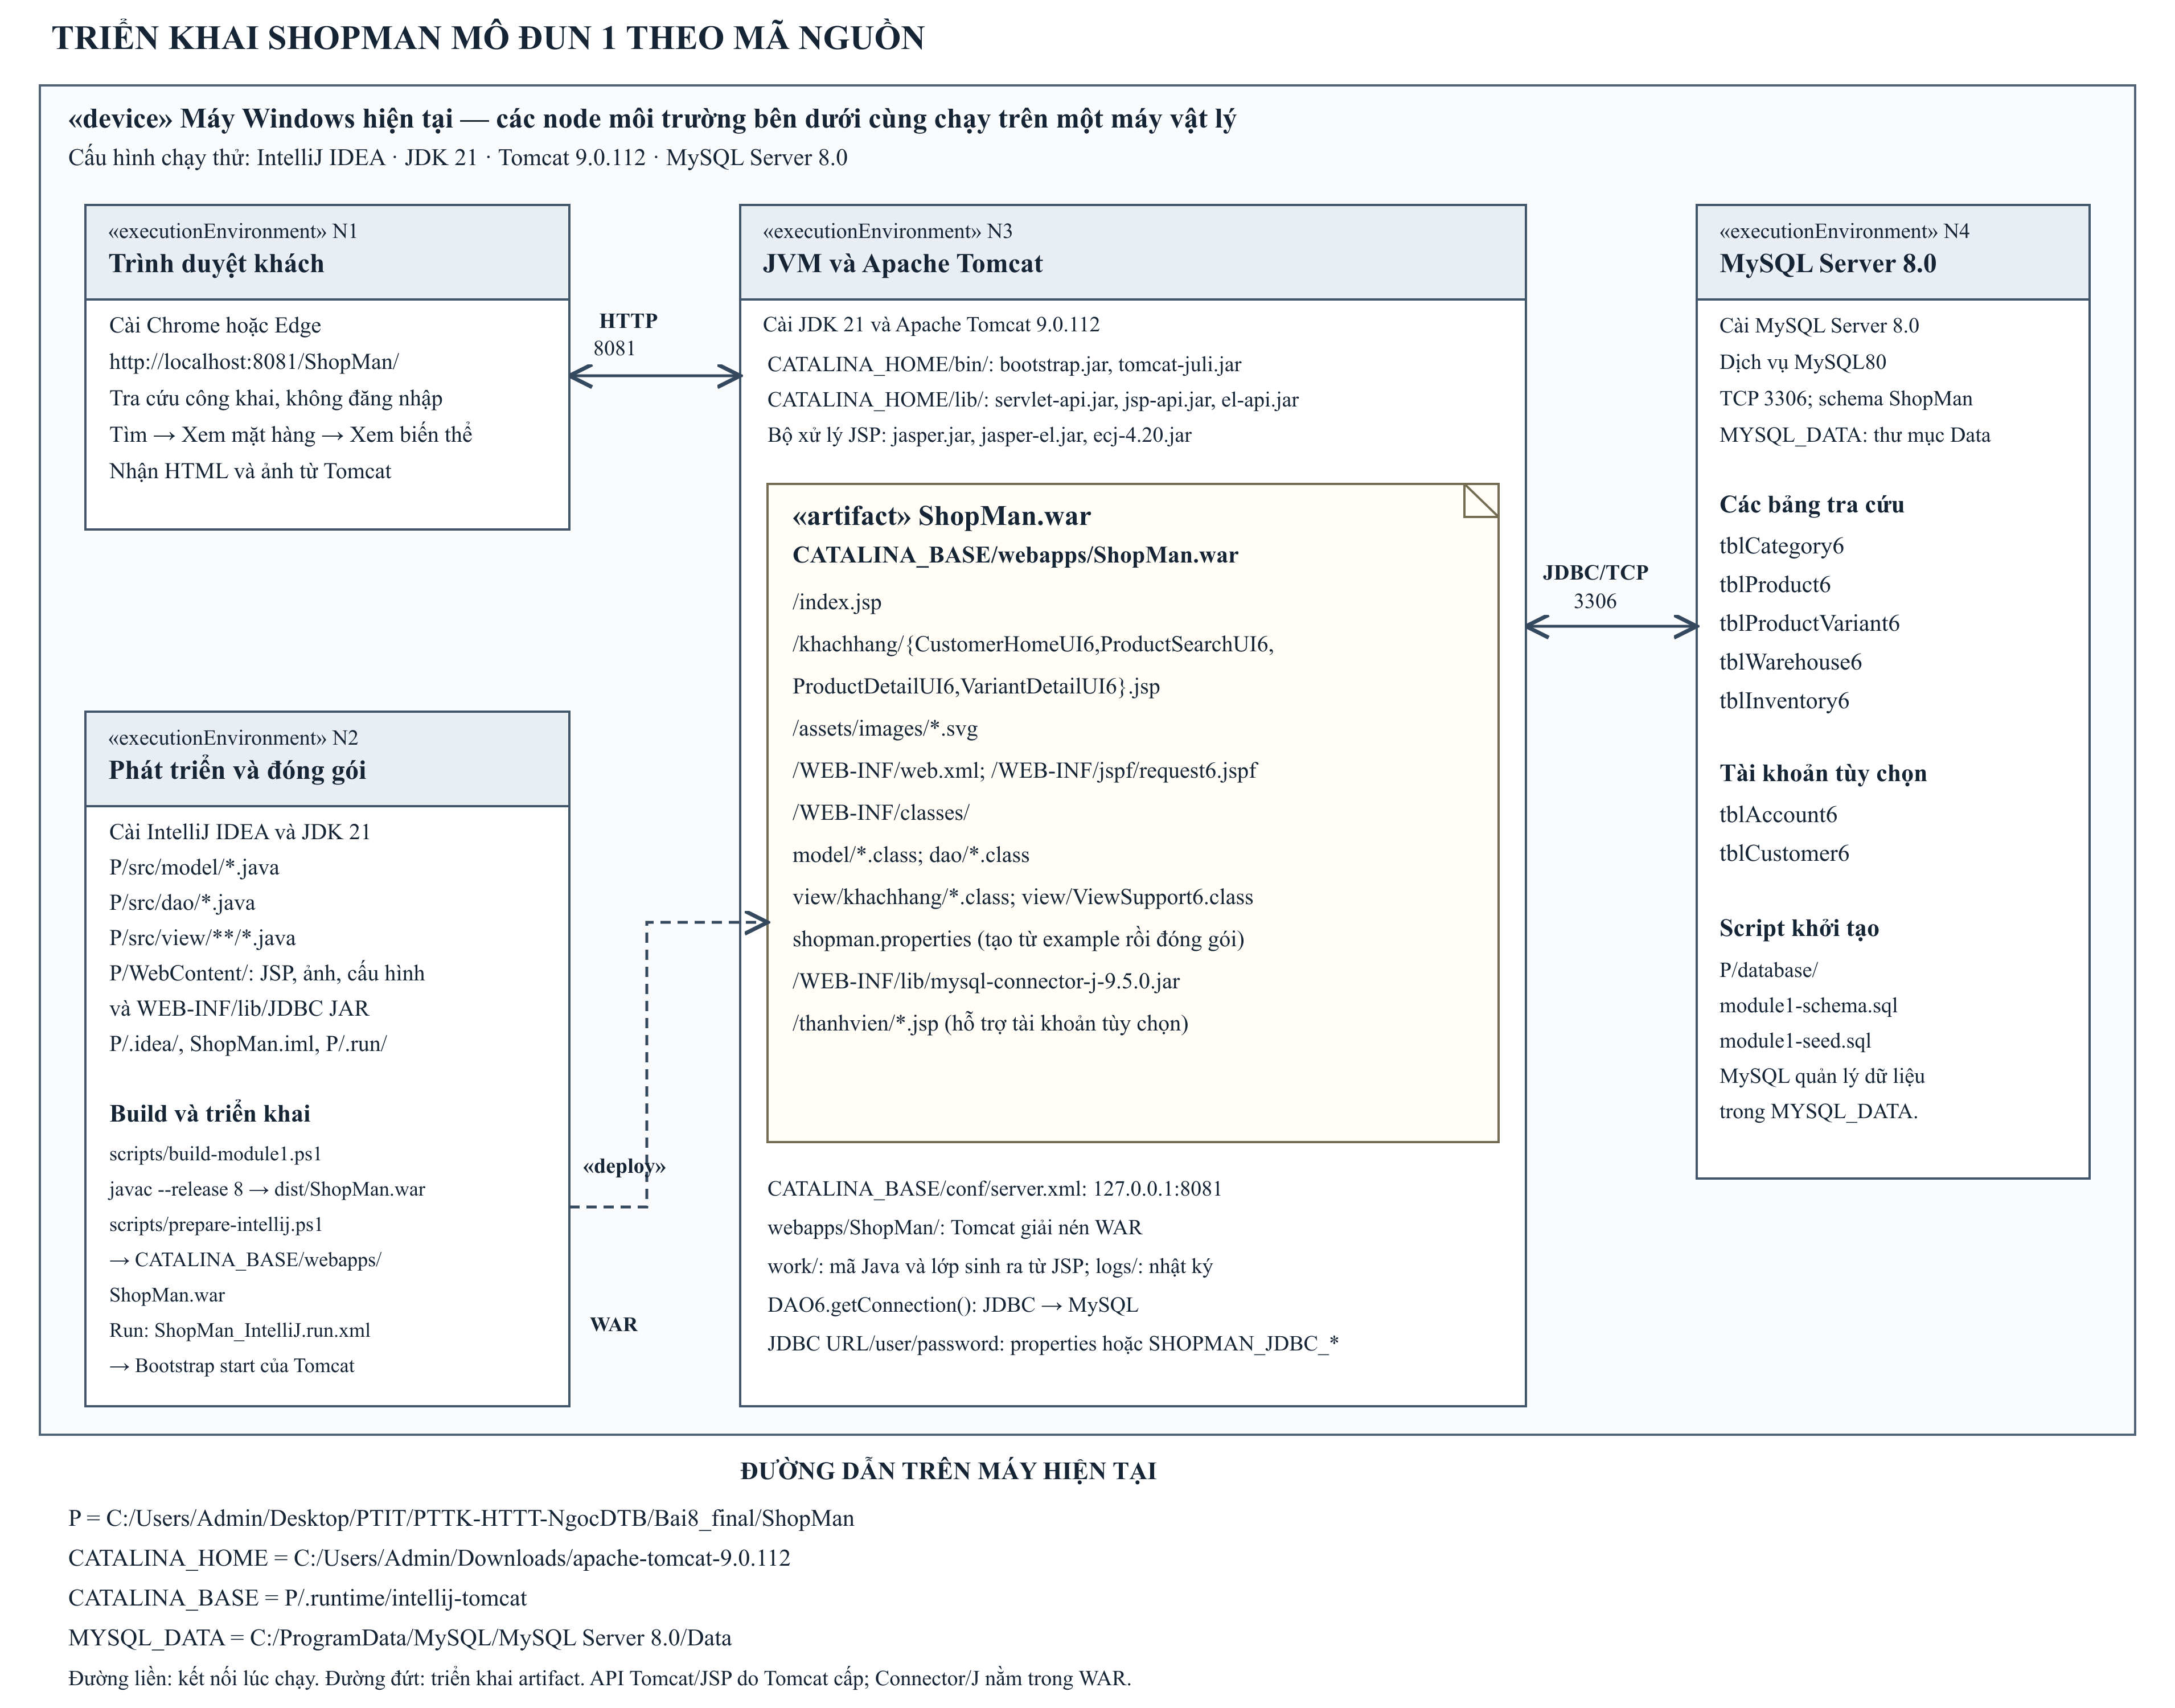 TRIỂN KHAI SHOPMAN MÔ ĐUN 1 THEO MÃ NGUỒN
«device» Máy Windows hiện tại — các node môi trường bên dưới cùng chạy trên một máy vật lý
Cấu hình chạy thử: IntelliJ IDEA · JDK 21 · Tomcat 9.0.112 · MySQL Server 8.0
«executionEnvironment» N1
Trình duyệt khách
Cài Chrome hoặc Edge
http://localhost:8081/ShopMan/
Tra cứu công khai, không đăng nhập
Tìm → Xem mặt hàng → Xem biến thể
Nhận HTML và ảnh từ Tomcat
HTTP
8081
«executionEnvironment» N2
Phát triển và đóng gói
Cài IntelliJ IDEA và JDK 21
P/src/model/*.java
P/src/dao/*.java
P/src/view/**/*.java
P/WebContent/: JSP, ảnh, cấu hình
và WEB-INF/lib/JDBC JAR
P/.idea/, ShopMan.iml, P/.run/
Build và triển khai
scripts/build-module1.ps1
javac --release 8 → dist/ShopMan.war
scripts/prepare-intellij.ps1
→ CATALINA_BASE/webapps/
ShopMan.war
Run: ShopMan_IntelliJ.run.xml
→ Bootstrap start của Tomcat
«deploy»
WAR
«executionEnvironment» N3
JVM và Apache Tomcat
Cài JDK 21 và Apache Tomcat 9.0.112
CATALINA_HOME/bin/: bootstrap.jar, tomcat-juli.jar
CATALINA_HOME/lib/: servlet-api.jar, jsp-api.jar, el-api.jar
Bộ xử lý JSP: jasper.jar, jasper-el.jar, ecj-4.20.jar
«artifact» ShopMan.war
CATALINA_BASE/webapps/ShopMan.war
/index.jsp
/khachhang/{CustomerHomeUI6,ProductSearchUI6,
ProductDetailUI6,VariantDetailUI6}.jsp
/assets/images/*.svg
/WEB-INF/web.xml; /WEB-INF/jspf/request6.jspf
/WEB-INF/classes/
model/*.class; dao/*.class
view/khachhang/*.class; view/ViewSupport6.class
shopman.properties (tạo từ example rồi đóng gói)
/WEB-INF/lib/mysql-connector-j-9.5.0.jar
/thanhvien/*.jsp (hỗ trợ tài khoản tùy chọn)
CATALINA_BASE/conf/server.xml: 127.0.0.1:8081
webapps/ShopMan/: Tomcat giải nén WAR
work/: mã Java và lớp sinh ra từ JSP; logs/: nhật ký
DAO6.getConnection(): JDBC → MySQL
JDBC URL/user/password: properties hoặc SHOPMAN_JDBC_*
JDBC/TCP
3306
«executionEnvironment» N4
MySQL Server 8.0
Cài MySQL Server 8.0
Dịch vụ MySQL80
TCP 3306; schema ShopMan
MYSQL_DATA: thư mục Data
Các bảng tra cứu
tblCategory6
tblProduct6
tblProductVariant6
tblWarehouse6
tblInventory6
Tài khoản tùy chọn
tblAccount6
tblCustomer6
Script khởi tạo
P/database/
module1-schema.sql
module1-seed.sql
MySQL quản lý dữ liệu
trong MYSQL_DATA.
ĐƯỜNG DẪN TRÊN MÁY HIỆN TẠI
P = C:/Users/Admin/Desktop/PTIT/PTTK-HTTT-NgocDTB/Bai8_final/ShopMan
CATALINA_HOME = C:/Users/Admin/Downloads/apache-tomcat-9.0.112
CATALINA_BASE = P/.runtime/intellij-tomcat
MYSQL_DATA = C:/ProgramData/MySQL/MySQL Server 8.0/Data
Đường liền: kết nối lúc chạy. Đường đứt: triển khai artifact. API Tomcat/JSP do Tomcat cấp; Connector/J nằm trong WAR.